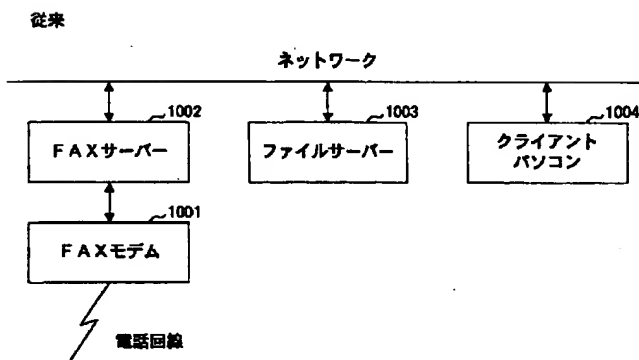 従来
ネットワーク
1002
1003
1004
FAXサーバー
ファイルサーバー
クライアント
パソコン
1001
FAXモデム
電話回線